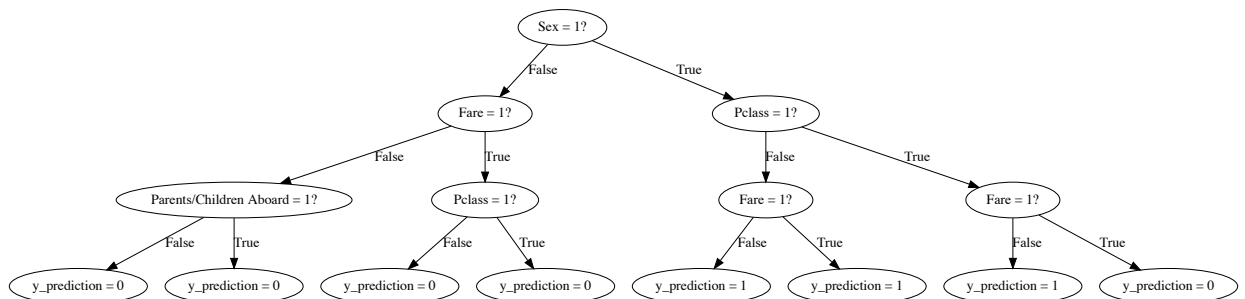 Sex = 1?
False
True
Fare = 1?
Pclass = 1?
False
True
False
True
Parents/Children Aboard = 1?
Pclass = 1?
Fare = 1?
Fare = 1?
False
True
False
True
False
True
False
True
y_prediction = 0
y_prediction = 0
y_prediction = 0
y_prediction = 0
y_prediction = 1
y_prediction = 1
y_prediction = 1
y_prediction = 0